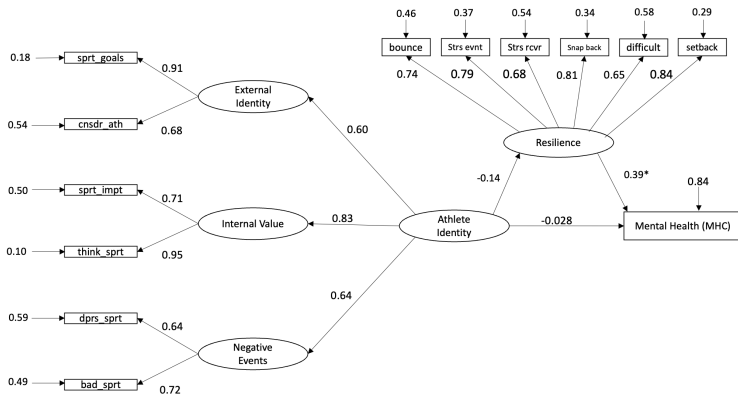 0.46 0.37 0.54 0.34 0.58 0.29
bounce Strs evnt Strs rcvr Snap back difficult setback
0.74 0.79 0.68 0.81 0.65 0.84
0.18 sprt_goals
0.91
External
Identity
0.54 cnsdr_ath
0.68
0.60
Resilience
-0.14
0.39*
0.84
0.50 sprt_impt
0.71
Internal Value
0.83
Athlete
Identity
-0.028
Mental Health (MHC)
0.10 think_sprt
0.95
0.64
0.59 dprs_sprt
0.64
Negative
Events
0.49 bad_sprt
0.72